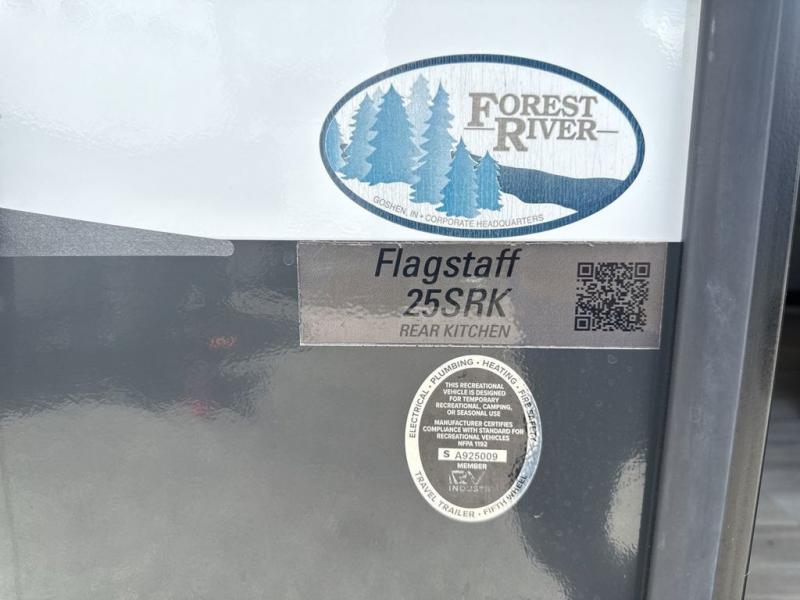 FOREST
RIVER
GOSHEN, IN • CORPORATE HEADQUARTERS
Flagstaff
25SRK
REAR KITCHEN
ELECTRICAL • PLUMBING • HEATING • FIRE SAFETY
THIS RECREATIONAL
VEHICLE IS DESIGNED
FOR TEMPORARY
RECREATIONAL, CAMPING,
OR SEASONAL USE
MANUFACTURER CERTIFIES
COMPLIANCE WITH STANDARD FOR
RECREATIONAL VEHICLES
NFPA 1192
S A925009
MEMBER
RV
TRAVEL TRAILER • FIFTH WHEEL